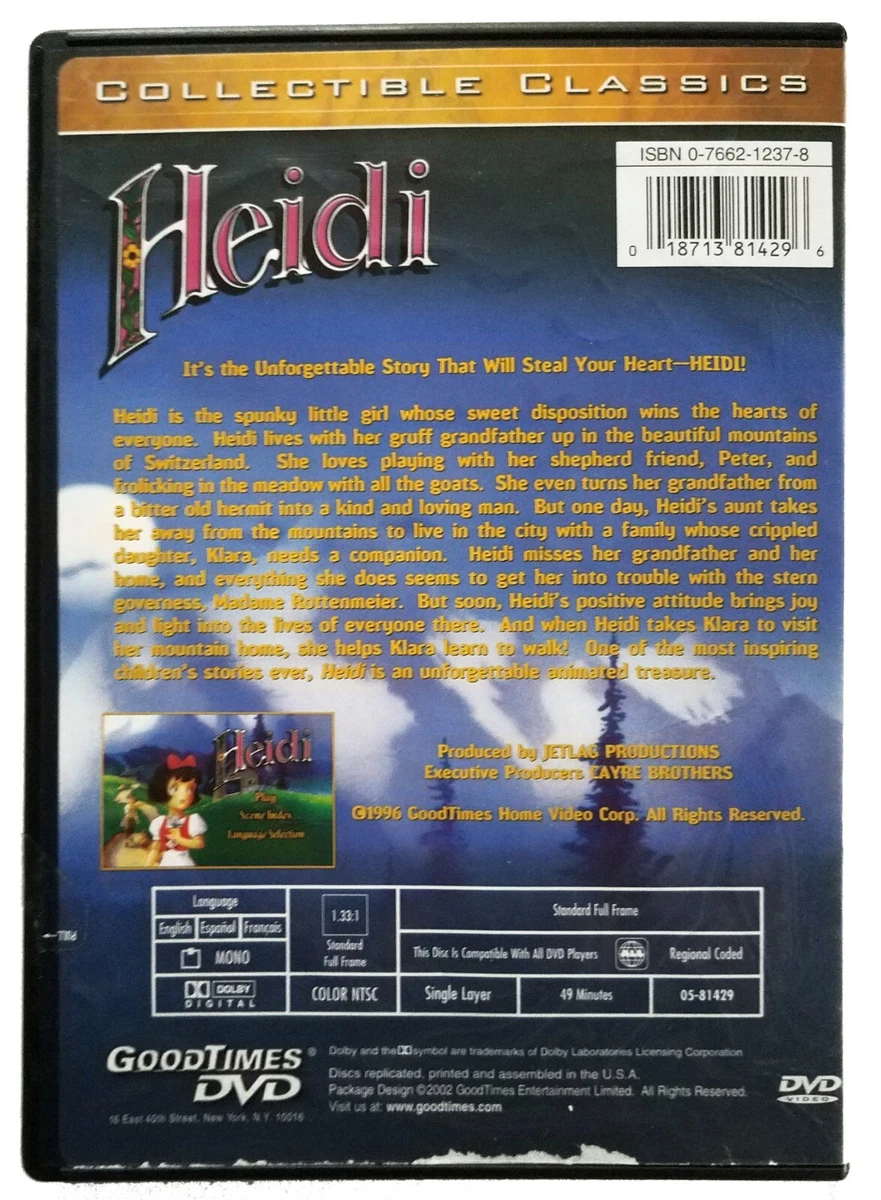 COLLECTIBLE CLASSICS
ISBN 0-7662-1237-8
0 18713 81429 6
Heidi
It's the Unforgettable Story That Will Steal Your Heart—HEIDI!
Heidi is the spunky little girl whose sweet disposition wins the hearts of
everyone. Heidi lives with her gruff grandfather up in the beautiful mountains
of Switzerland. She loves playing with her shepherd friend, Peter, and
frolicking in the meadow with all the goats. She even turns her grandfather from
a bitter old hermit into a kind and loving man. But one day, Heidi's aunt takes
her away from the mountains to live in the city with a family whose crippled
daughter, Klara, needs a companion. Heidi misses her grandfather and her
home, and everything she does seems to get her into trouble with the stern
governess, Madame Rottenmeier. But soon, Heidi's positive attitude brings joy
and light into the lives of everyone there. And when Heidi takes Klara to visit
her mountain home, she helps Klara learn to walk! One of the most inspiring
children's stories ever, Heidi is an unforgettable animated treasure.
Heidi
Play
Scene Index
Language Selection
Produced by JETLAG PRODUCTIONS
Executive Producers CAYRE BROTHERS
©1996 GoodTimes Home Video Corp. All Rights Reserved.
PULL
Language
English Español Français
MONO
DOLBY
DIGITAL
1.33:1
Standard
Full Frame
COLOR NTSC
Standard Full Frame
This Disc Is Compatible With All DVD Players
ALL
Regional Coded
Single Layer
49 Minutes
05-81429
GOODTIMES®
DVD
16 East 40th Street, New York, N.Y. 10016
Dolby and the symbol are trademarks of Dolby Laboratories Licensing Corporation
Discs replicated, printed and assembled in the U.S.A.
Package Design ©2002 GoodTimes Entertainment Limited. All Rights Reserved.
Visit us at: www.goodtimes.com
DVD
VIDEO